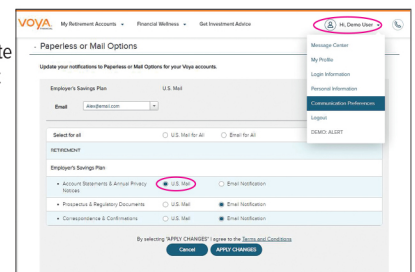 VOYA My Retirement Accounts Financial Wellness Get Investment Advice Hi, Demo User
Message Center
My Profile
Login Information
Personal Information
Communication Preferences
Logout
DEMO: ALERT
te
Paperless or Mail Options
Update your notifications to Paperless or Mail Options for your Voya accounts.
Employer's Savings Plan U.S. Mail
Email Alex@email.com
Select for all U.S. Mail for All Email for All
RETIREMENT
Employer's Savings Plan
• Account Statements & Annual Privacy Notices U.S. Mail Email Notification
• Prospectus & Regulatory Documents U.S. Mail Email Notification
• Correspondence & Confirmations U.S. Mail Email Notification
By selecting "APPLY CHANGES" I agree to the Terms and Conditions
Cancel APPLY CHANGES